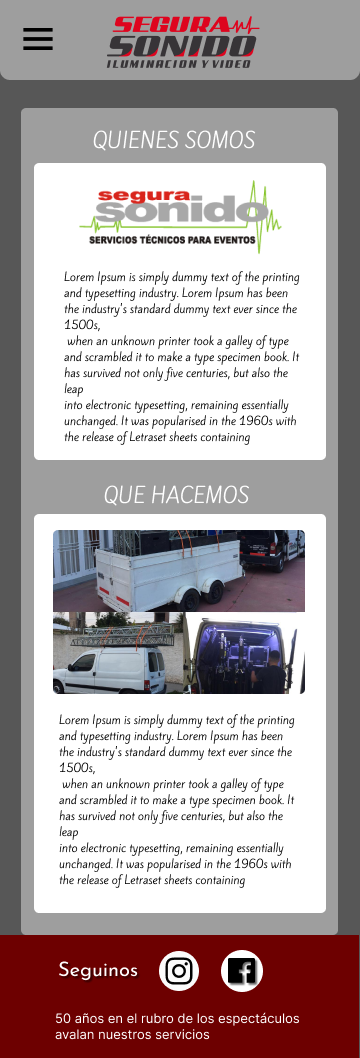 SEGURA
SONIDO
ILUMINACION Y VIDEO
QUIENES SOMOS
segura
sonido
SERVICIOS TÉCNICOS PARA EVENTOS
Lorem Ipsum is simply dummy text of the printing
and typesetting industry. Lorem Ipsum has been
the industry's standard dummy text ever since the
1500s,
when an unknown printer took a galley of type
and scrambled it to make a type specimen book. It
has survived not only five centuries, but also the
leap
into electronic typesetting, remaining essentially
unchanged. It was popularised in the 1960s with
the release of Letraset sheets containing
QUE HACEMOS
Lorem Ipsum is simply dummy text of the printing
and typesetting industry. Lorem Ipsum has been
the industry's standard dummy text ever since the
1500s,
when an unknown printer took a galley of type
and scrambled it to make a type specimen book. It
has survived not only five centuries, but also the
leap
into electronic typesetting, remaining essentially
unchanged. It was popularised in the 1960s with
the release of Letraset sheets containing
Seguinos
50 años en el rubro de los espectáculos
avalan nuestros servicios